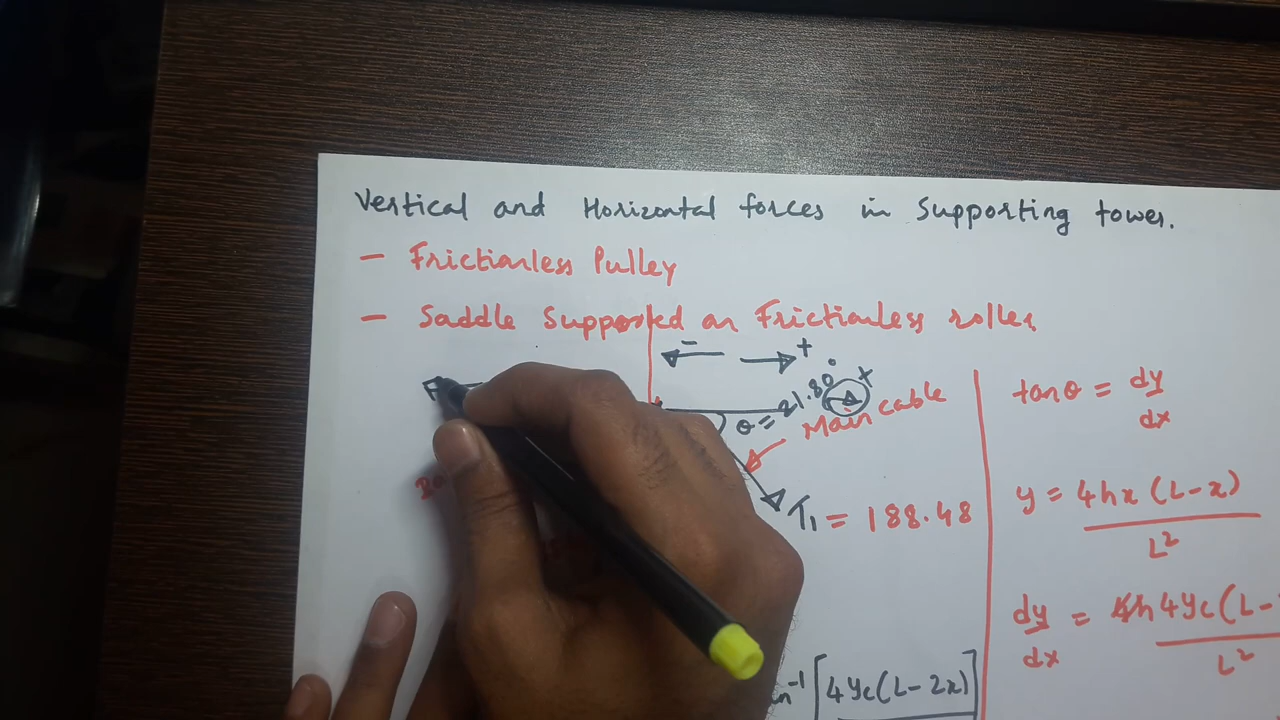 Vertical and Horizontal forces in Supporting tower.
- Frictionless Pulley
- Saddle Supported on Frictionless roller
- +
θ = 21.80° +
Main cable
T1 = 188.48
tanθ = dy/dx
y = 4hx(L-x)/L²
dy/dx = 4yc(L-
L²
n⁻¹ [4yc(L-2x)]